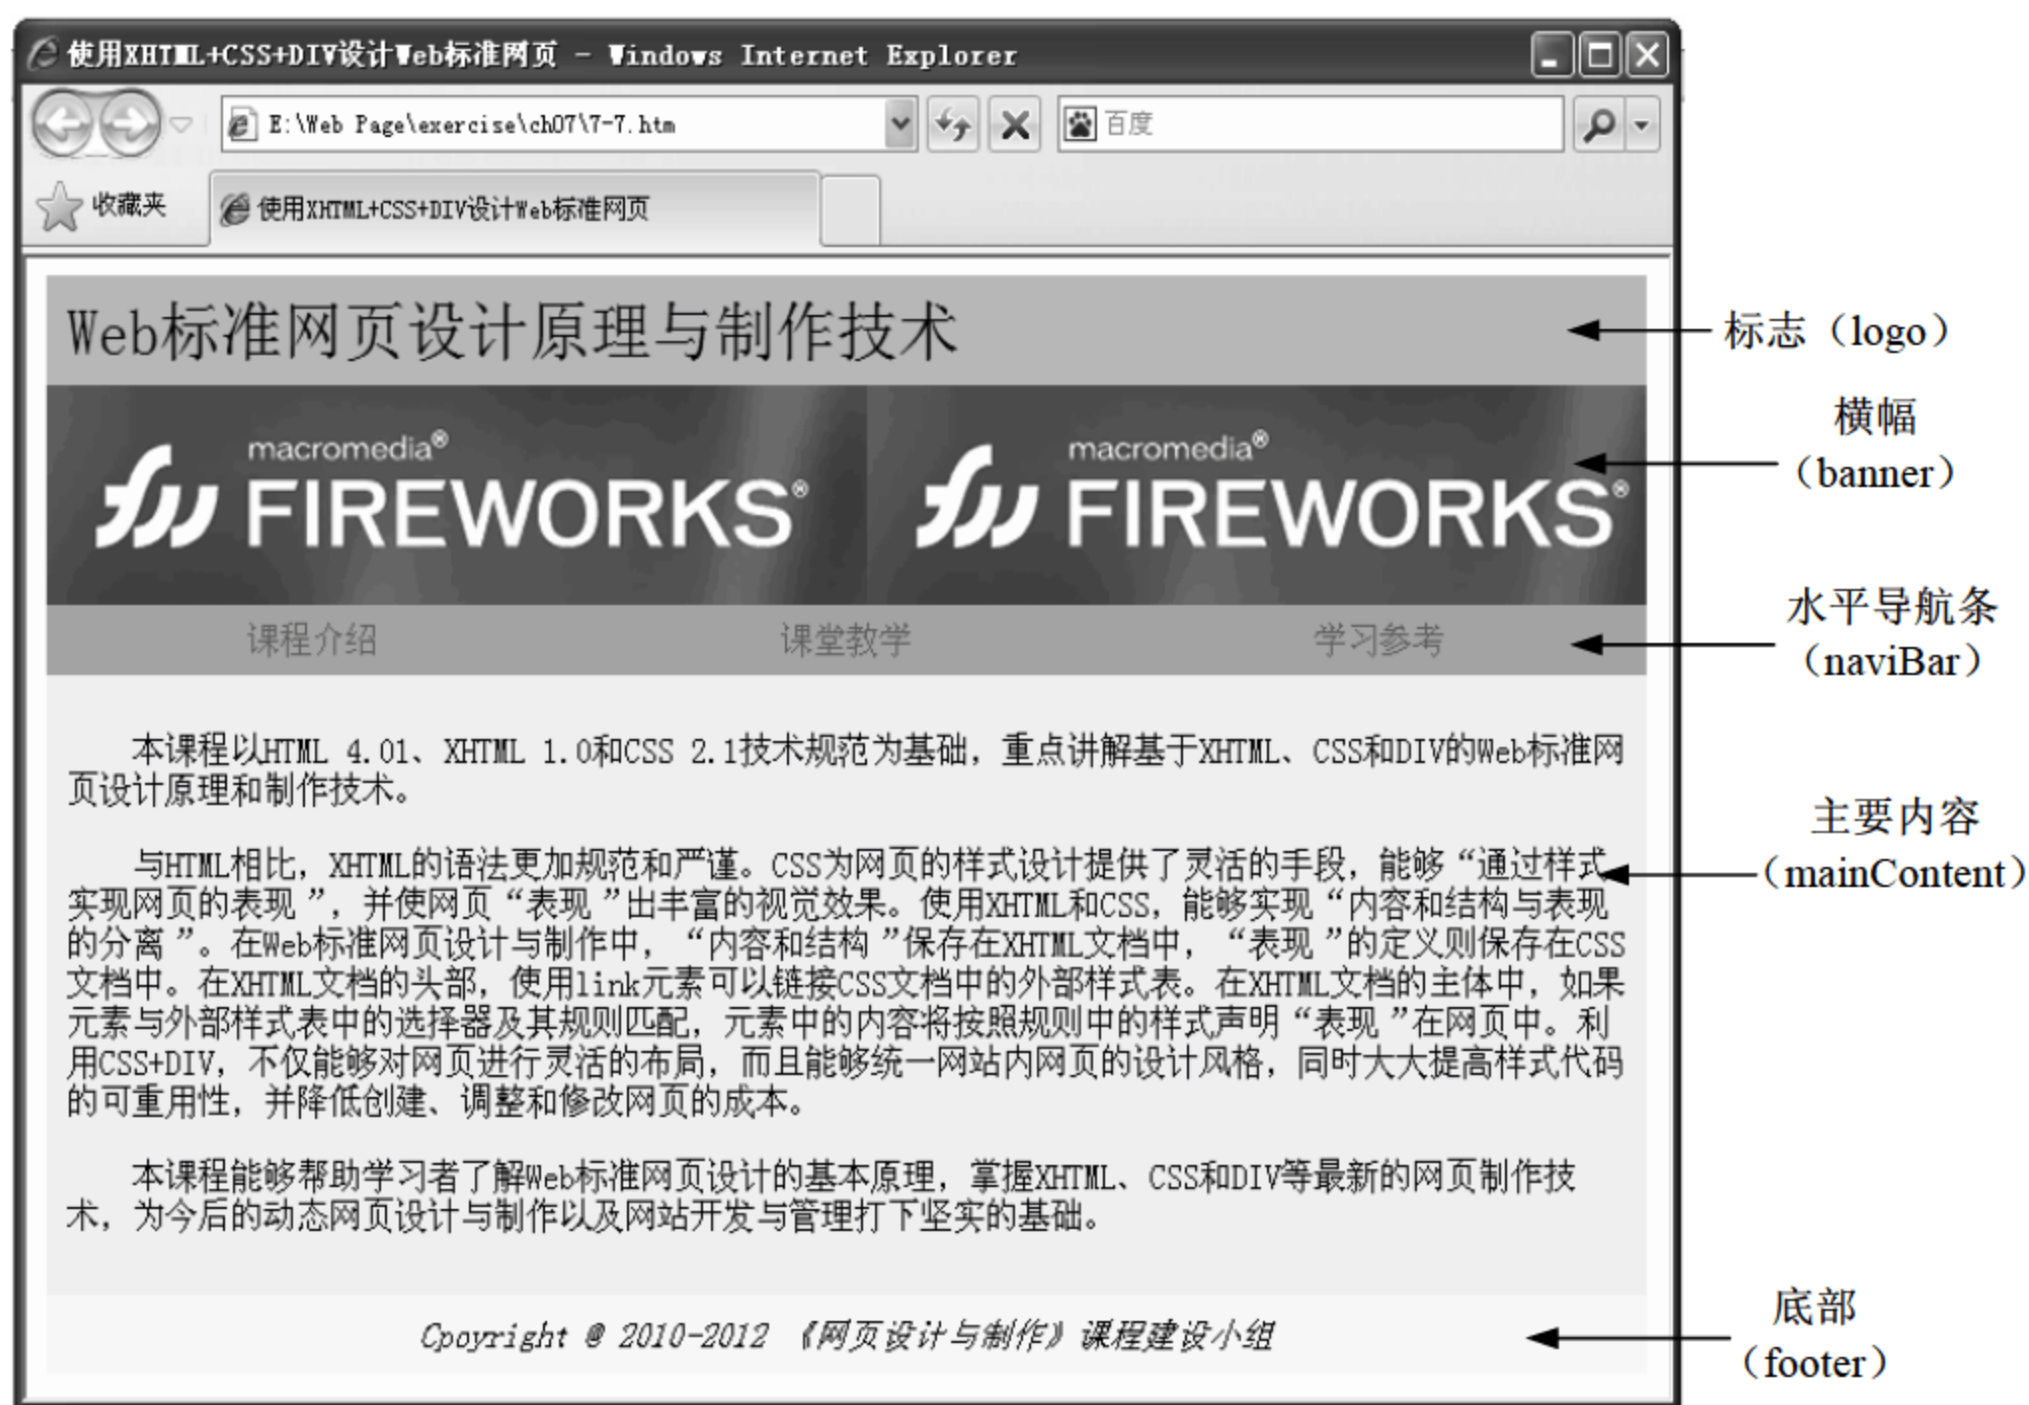 使用XHTML+CSS+DIV设计Web标准网页 - Windows Internet Explorer
E:\Web Page\exercise\ch07\7-7.htm
百度
收藏夹
使用XHTML+CSS+DIV设计Web标准网页
Web标准网页设计原理与制作技术
标志（logo）
macromedia®
FIREWORKS®
macromedia®
FIREWORKS®
横幅
（banner）
课程介绍 课堂教学 学习参考
水平导航条
（naviBar）
本课程以HTML 4.01、XHTML 1.0和CSS 2.1技术规范为基础，重点讲解基于XHTML、CSS和DIV的Web标准网
页设计原理和制作技术。
与HTML相比，XHTML的语法更加规范和严谨。CSS为网页的样式设计提供了灵活的手段，能够“通过样式
实现网页的表现”，并使网页“表现”出丰富的视觉效果。使用XHTML和CSS，能够实现“内容和结构与表现
的分离”。在Web标准网页设计与制作中，“内容和结构”保存在XHTML文档中，“表现”的定义则保存在CSS
文档中。在XHTML文档的头部，使用link元素可以链接CSS文档中的外部样式表。在XHTML文档的主体中，如果
元素与外部样式表中的选择器及其规则匹配，元素中的内容将按照规则中的样式声明“表现”在网页中。利
用CSS+DIV，不仅能够对网页进行灵活的布局，而且能够统一网站内网页的设计风格，同时大大提高样式代码
的可重用性，并降低创建、调整和修改网页的成本。
本课程能够帮助学习者了解Web标准网页设计的基本原理，掌握XHTML、CSS和DIV等最新的网页制作技
术，为今后的动态网页设计与制作以及网站开发与管理打下坚实的基础。
主要内容
（mainContent）
Cpoyright @ 2010-2012 《网页设计与制作》课程建设小组
底部
（footer）